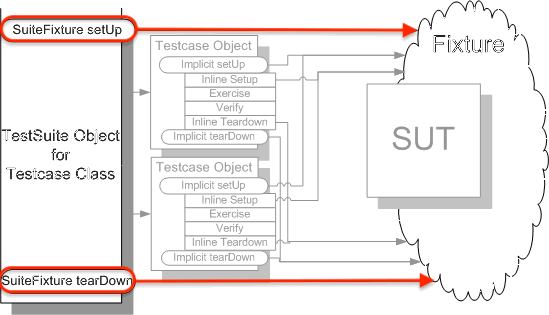 SuiteFixture setUp
Fixture
Testcase Object
Implicit setUp
Inline Setup
Exercise
Verify
Inline Teardown
Implicit tearDown
TestSuite Object
for
Testcase Class
SUT
Testcase Object
Implicit setUp
Inline Setup
Exercise
Verify
Inline Teardown
Implicit tearDown
SuiteFixture tearDown